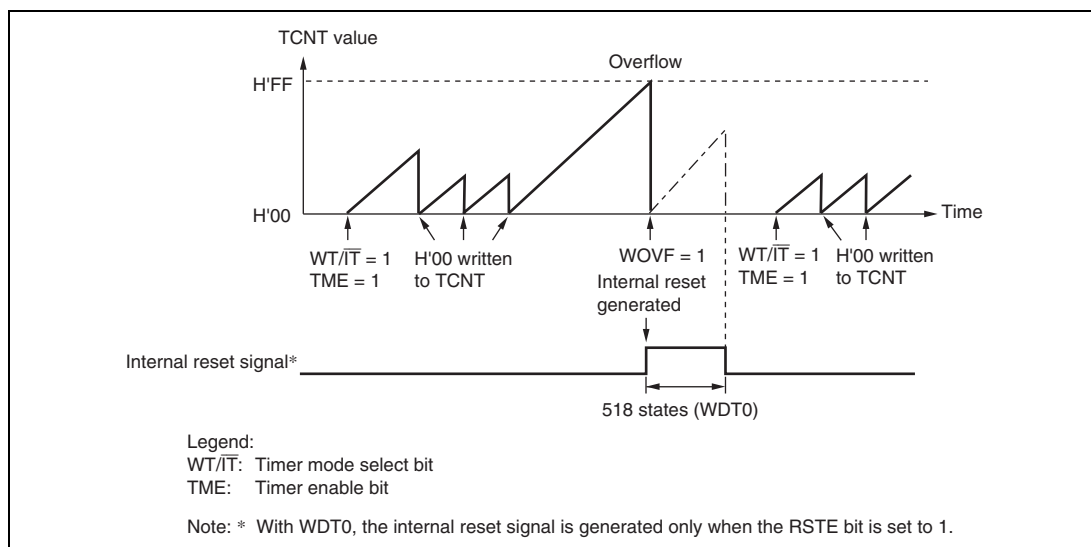 TCNT value
Overflow
H'FF
H'00
Time
WT/IT = 1
TME = 1
H'00 written
to TCNT
WOVF = 1
Internal reset
generated
WT/IT = 1
TME = 1
H'00 written
to TCNT
Internal reset signal*
518 states (WDT0)
Legend:
WT/IT: Timer mode select bit
TME: Timer enable bit
Note: * With WDT0, the internal reset signal is generated only when the RSTE bit is set to 1.